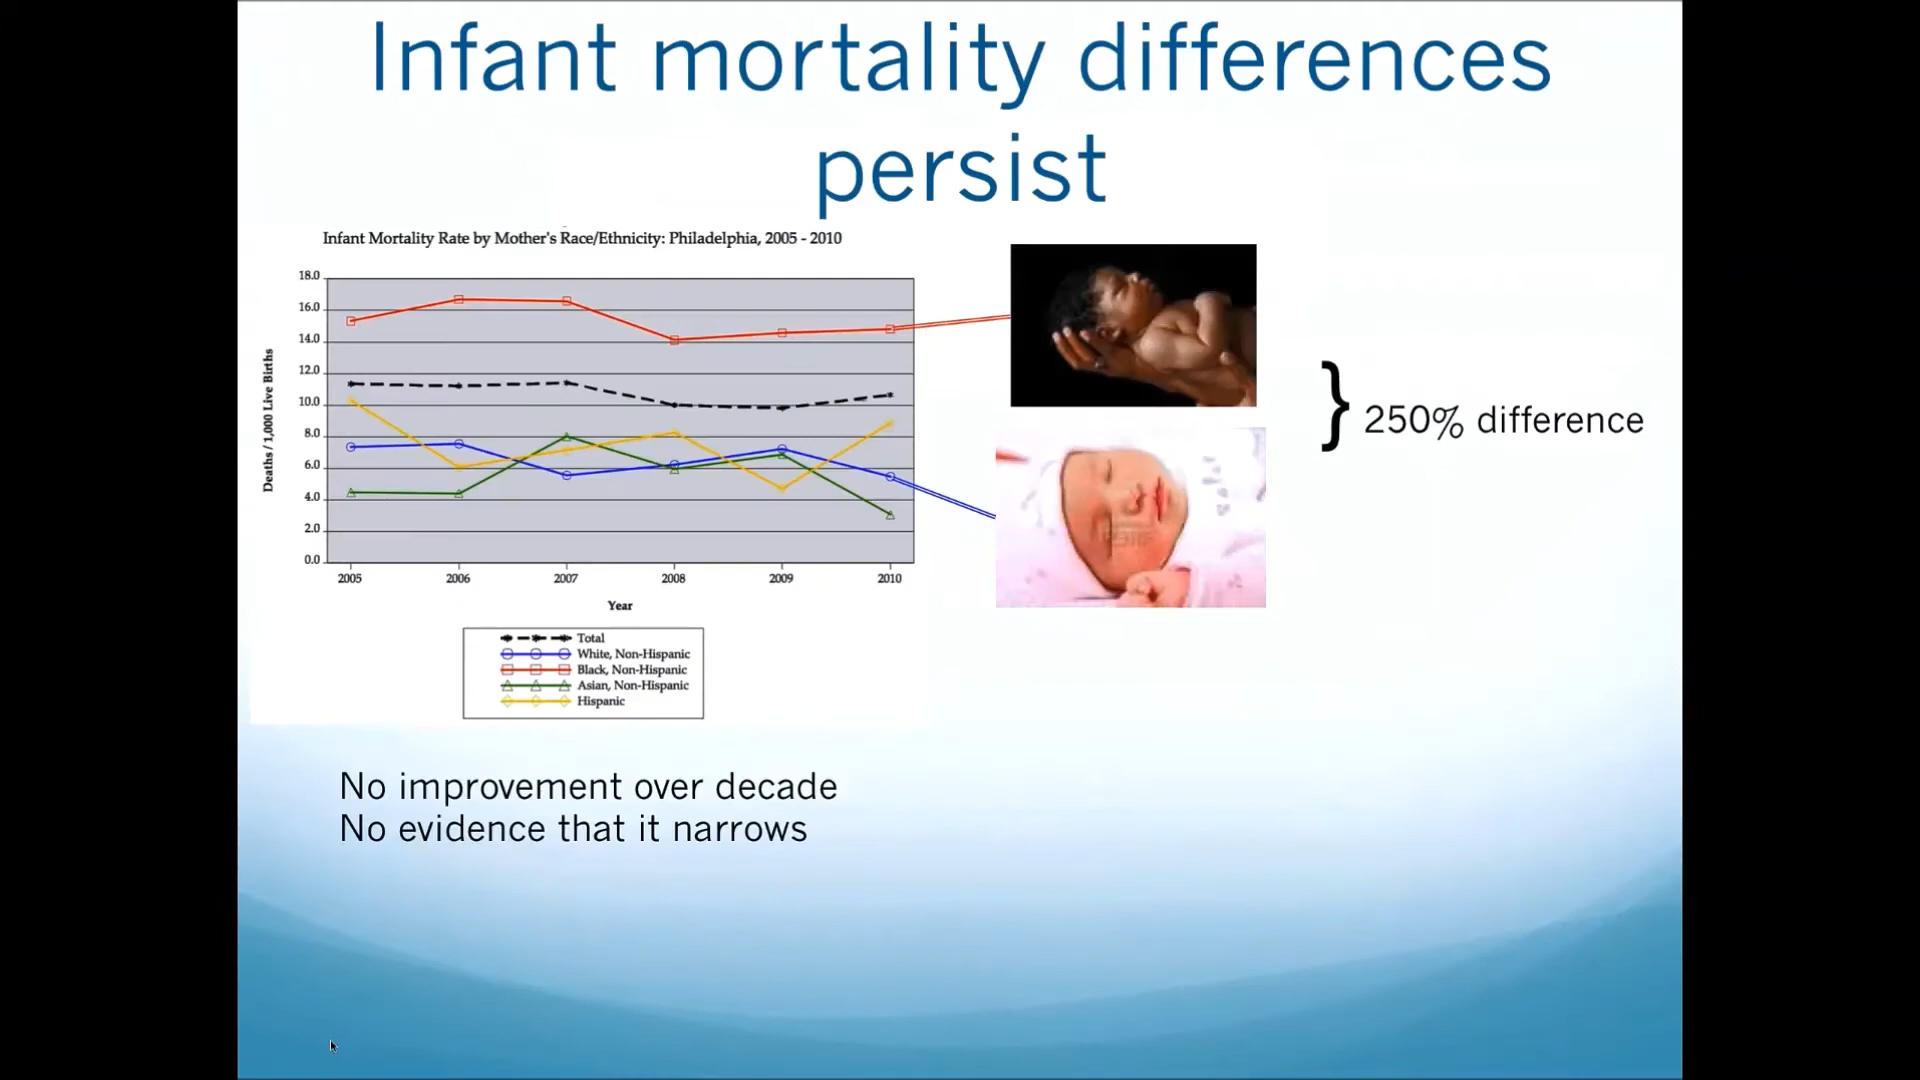 Infant mortality differences
persist
Infant Mortality Rate by Mother's Race/Ethnicity: Philadelphia, 2005 - 2010
18.0
16.0
14.0
12.0
10.0
8.0
6.0
4.0
2.0
0.0
Deaths / 1,000 Live Births
2005 2006 2007 2008 2009 2010
Year
Total
White, Non-Hispanic
Black, Non-Hispanic
Asian, Non-Hispanic
Hispanic
} 250% difference
No improvement over decade
No evidence that it narrows